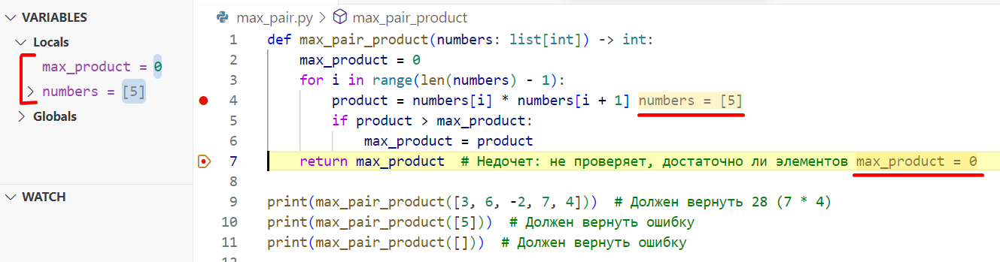 VARIABLES
Locals
max_product = 0
numbers = [5]
Globals
WATCH
max_pair.py > max_pair_product
1 def max_pair_product(numbers: list[int]) -> int:
2 max_product = 0
3 for i in range(len(numbers) - 1):
4 product = numbers[i] * numbers[i + 1] numbers = [5]
5 if product > max_product:
6 max_product = product
7 return max_product # Недочет: не проверяет, достаточно ли элементов max_product = 0
8
9 print(max_pair_product([3, 6, -2, 7, 4])) # Должен вернуть 28 (7 * 4)
10 print(max_pair_product([5])) # Должен вернуть ошибку
11 print(max_pair_product([])) # Должен вернуть ошибку